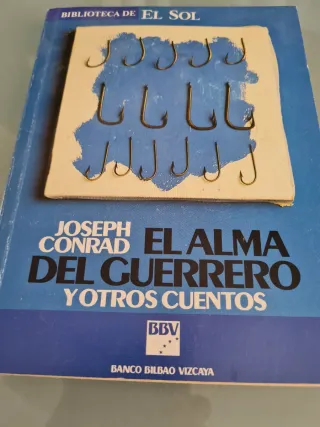 BIBLIOTECA DE EL SOL
JOSEPH
CONRAD EL ALMA
DEL GUERRERO
Y OTROS CUENTOS
BBV
BANCO BILBAO VIZCAYA